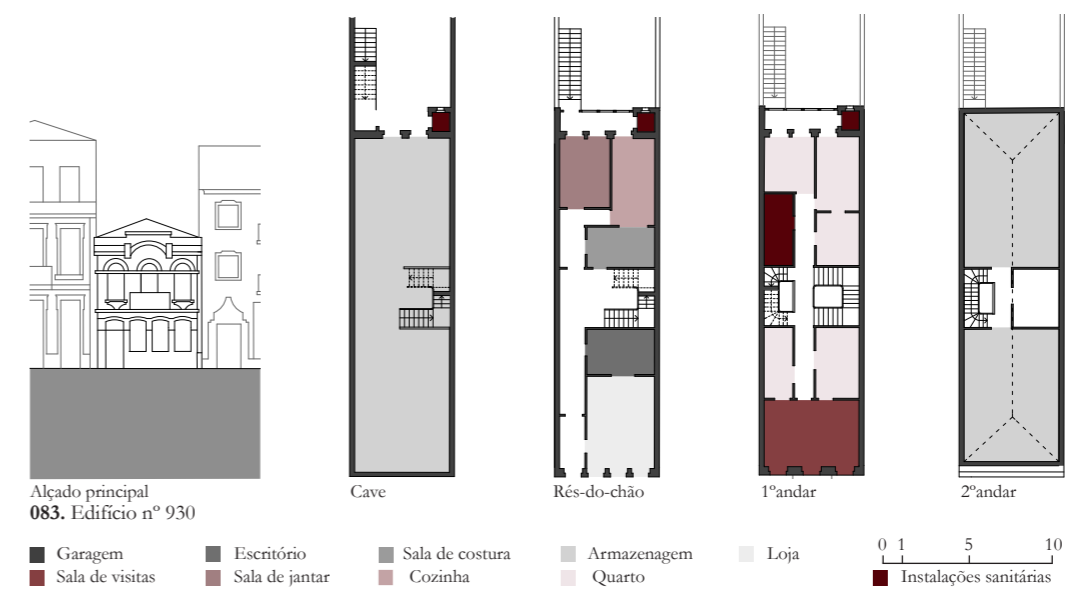 Alçado principal
Cave
Rés-do-chão
1ºandar
2ºandar
083. Edifício nº 930
Garagem
Escritório
Sala de costura
Armazenagem
Loja
0 1 5 10
Sala de visitas
Sala de jantar
Cozinha
Quarto
Instalações sanitárias